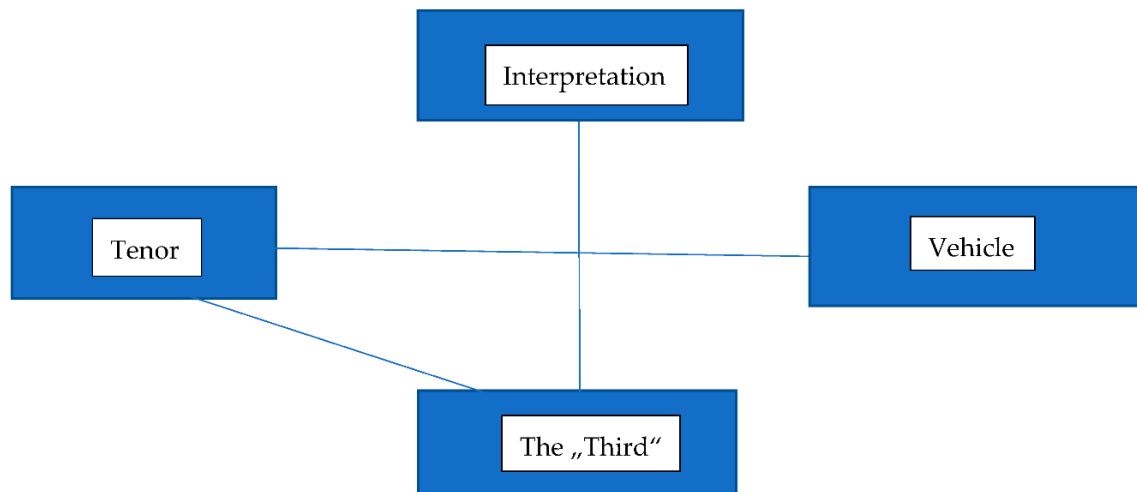 Interpretation
Tenor
Vehicle
The „Third“